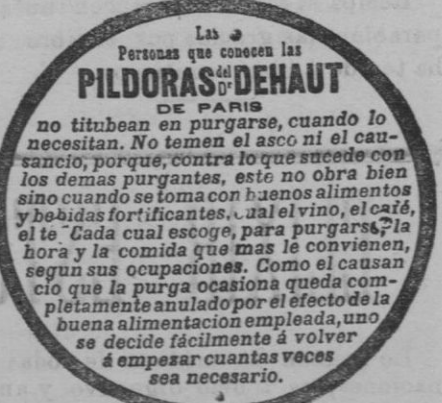 Las
Personas que conocen las
PILDORAS del Dr DEHAUT
DE PARIS
no titubean en purgarse, cuando lo
necesitan. No temen el asco ni el cau-
sancio, porque, contra lo que sucede con
los demas purgantes, este no obra bien
sino cuando se toma con buenos alimentos
y bebidas fortificantes, cual el vino, el café,
el te Cada cual escoge, para purgarse, la
hora y la comida que mas le convienen,
segun sus ocupaciones. Como el causan
cio que la purga ocasiona queda com-
pletamente anulado por el efecto de la
buena alimentacion empleada, uno
se decide fácilmente á volver
á empezar cuantas veces
sea necesario.